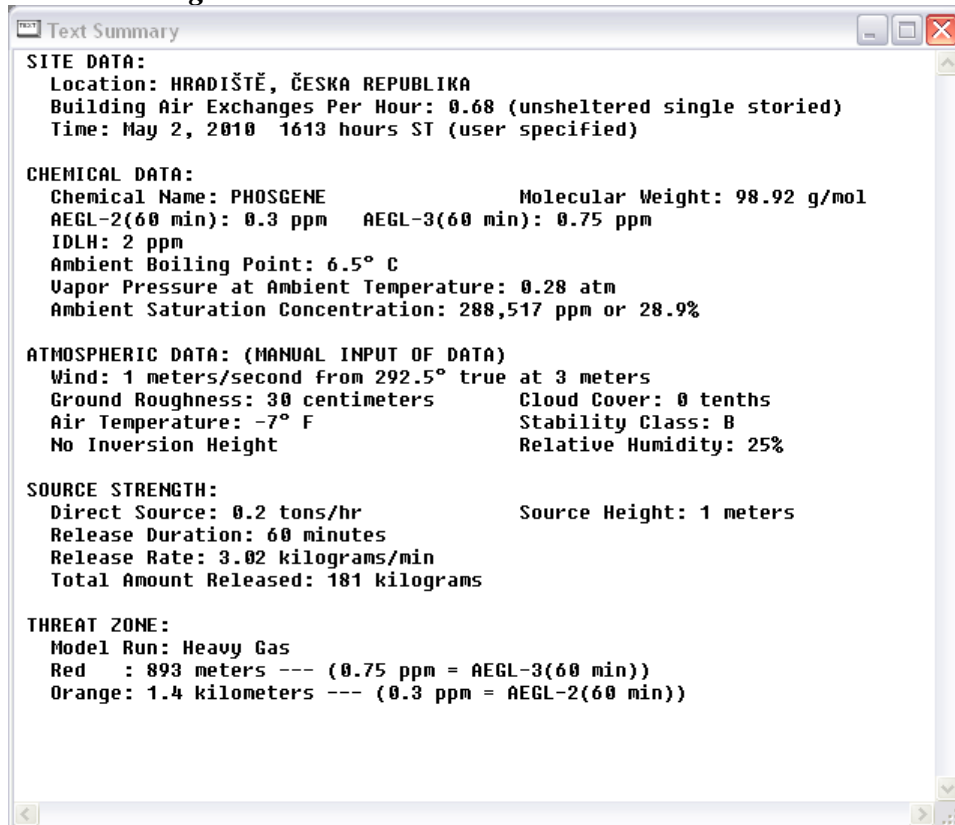 Text Summary
SITE DATA:
Location: HRADIŠTĚ, ČESKA REPUBLIKA
Building Air Exchanges Per Hour: 0.68 (unsheltered single storied)
Time: May 2, 2010 1613 hours ST (user specified)
CHEMICAL DATA:
Chemical Name: PHOSGENE Molecular Weight: 98.92 g/mol
AEGL-2(60 min): 0.3 ppm AEGL-3(60 min): 0.75 ppm
IDLH: 2 ppm
Ambient Boiling Point: 6.5° C
Vapor Pressure at Ambient Temperature: 0.28 atm
Ambient Saturation Concentration: 288,517 ppm or 28.9%
ATMOSPHERIC DATA: (MANUAL INPUT OF DATA)
Wind: 1 meters/second from 292.5° true at 3 meters
Ground Roughness: 30 centimeters Cloud Cover: 0 tenths
Air Temperature: -7° F Stability Class: B
No Inversion Height Relative Humidity: 25%
SOURCE STRENGTH:
Direct Source: 0.2 tons/hr Source Height: 1 meters
Release Duration: 60 minutes
Release Rate: 3.02 kilograms/min
Total Amount Released: 181 kilograms
THREAT ZONE:
Model Run: Heavy Gas
Red : 893 meters --- (0.75 ppm = AEGL-3(60 min))
Orange: 1.4 kilometers --- (0.3 ppm = AEGL-2(60 min))